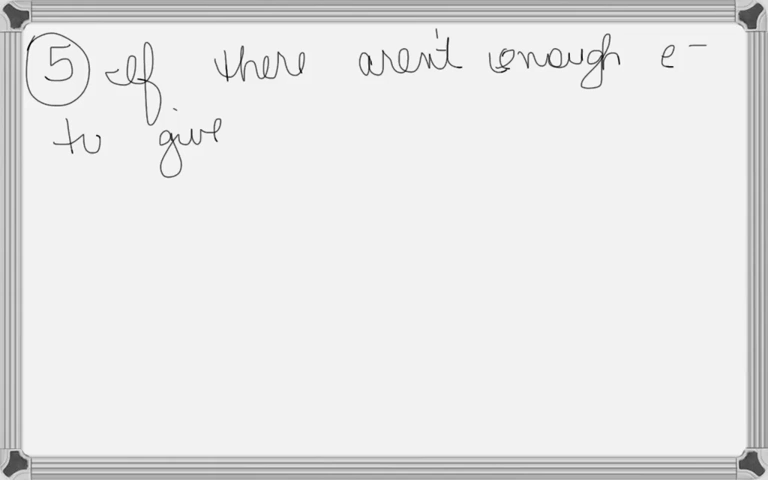 ⑤ If there aren't enough e⁻
to give